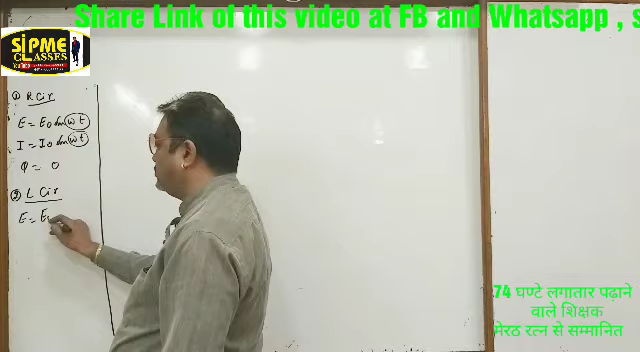 Share Link of this video at FB and Whatsapp , s
SIPME
CLASSES
YouTube
① R Cir
E = E₀ sin ωt
I = I₀ sin ωt
φ = 0
② L Cir
E = E₀
74 घण्टे लगातार पढ़ाने
वाले शिक्षक
मेरठ रत्न से सम्मानित